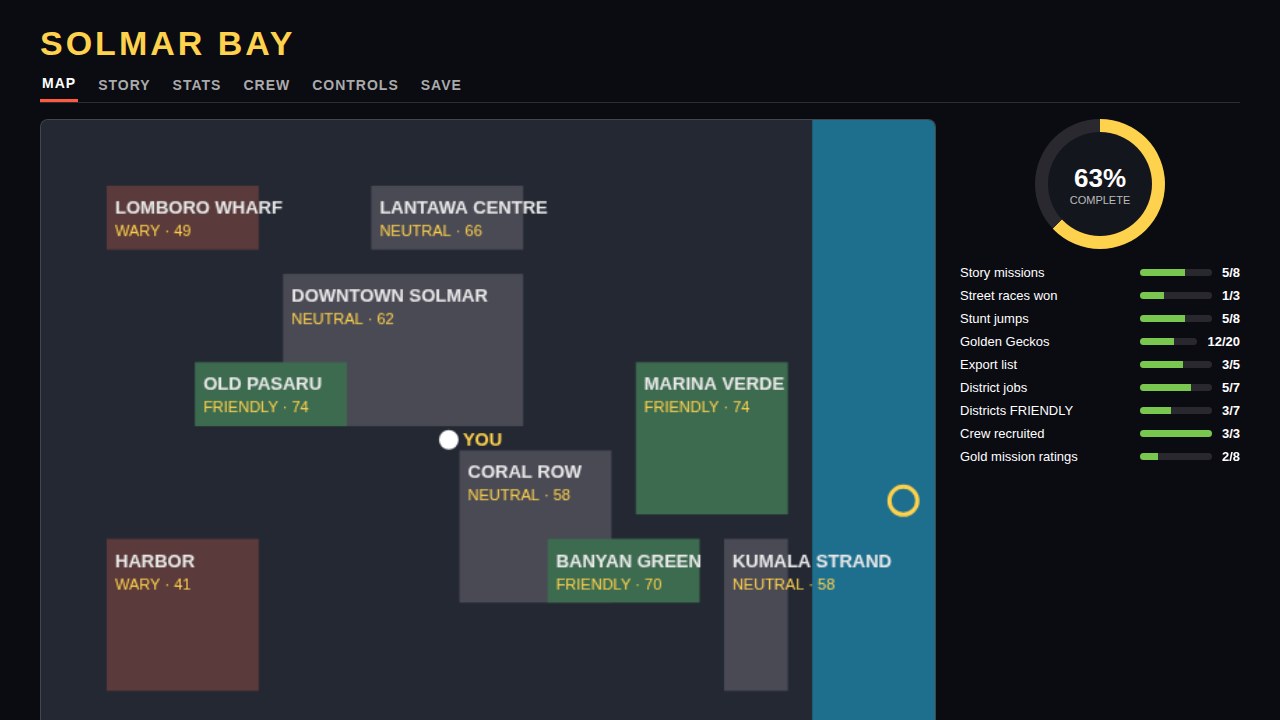 SOLMAR BAY
MAP STORY STATS CREW CONTROLS SAVE
LOMBORO WHARF
WARY · 49
LANTAWA CENTRE
NEUTRAL · 66
DOWNTOWN SOLMAR
NEUTRAL · 62
OLD PASARU
FRIENDLY · 74
MARINA VERDE
FRIENDLY · 74
YOU
CORAL ROW
NEUTRAL · 58
HARBOR
WARY · 41
BANYAN GREEN
FRIENDLY · 70
KUMALA STRAND
NEUTRAL · 58
63%
COMPLETE
Story missions 5/8
Street races won 1/3
Stunt jumps 5/8
Golden Geckos 12/20
Export list 3/5
District jobs 5/7
Districts FRIENDLY 3/7
Crew recruited 3/3
Gold mission ratings 2/8